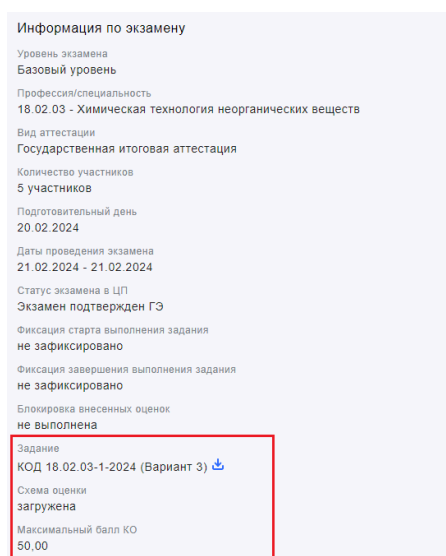 Информация по экзамену
Уровень экзамена
Базовый уровень
Профессия/специальность
18.02.03 - Химическая технология неорганических веществ
Вид аттестации
Государственная итоговая аттестация
Количество участников
5 участников
Подготовительный день
20.02.2024
Даты проведения экзамена
21.02.2024 - 21.02.2024
Статус экзамена в ЦП
Экзамен подтвержден ГЭ
Фиксация старта выполнения задания
не зафиксировано
Фиксация завершения выполнения задания
не зафиксировано
Блокировка внесенных оценок
не выполнена
Задание
КОД 18.02.03-1-2024 (Вариант 3)
Схема оценки
загружена
Максимальный балл КО
50,00